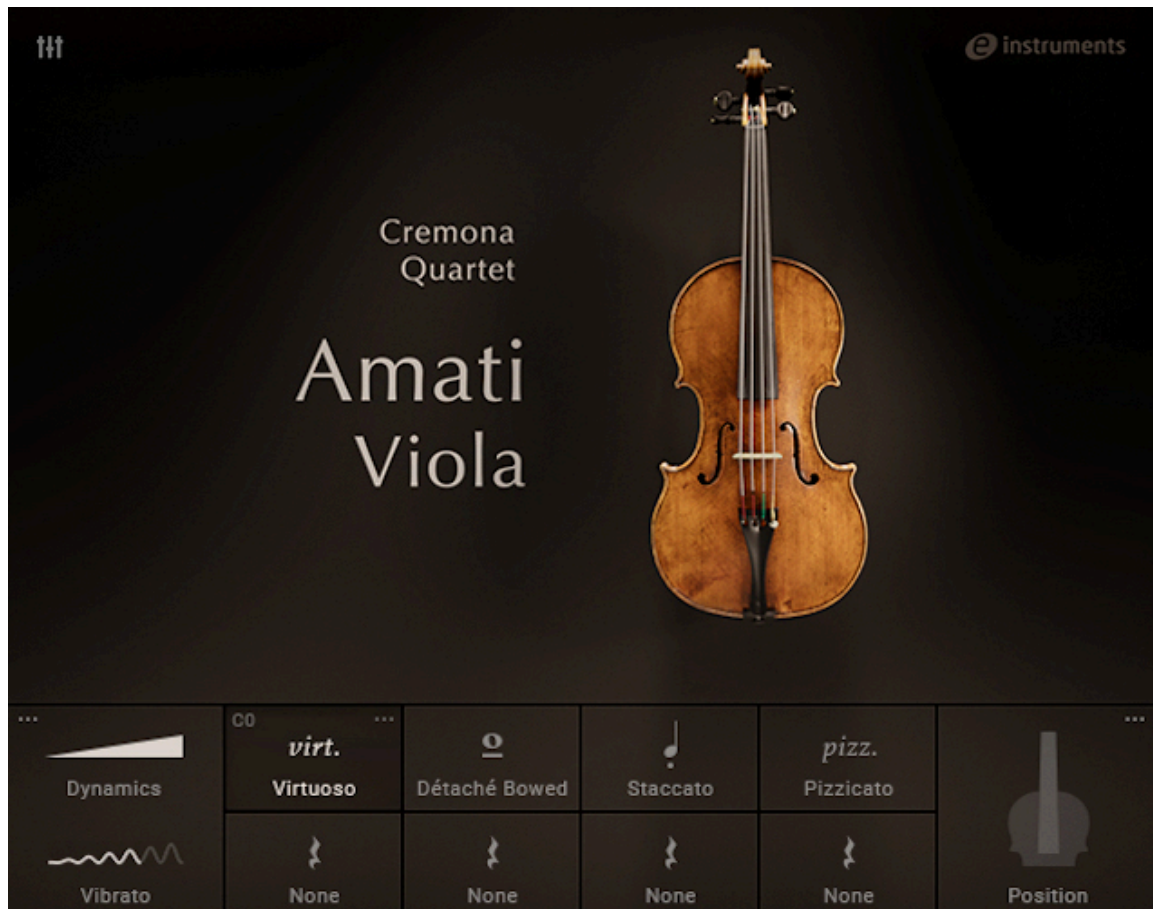 e instruments
Cremona
Quartet
Amati
Viola
C0
virt.
pizz.
Dynamics
Virtuoso
Détaché Bowed
Staccato
Pizzicato
Vibrato
None
None
None
None
Position